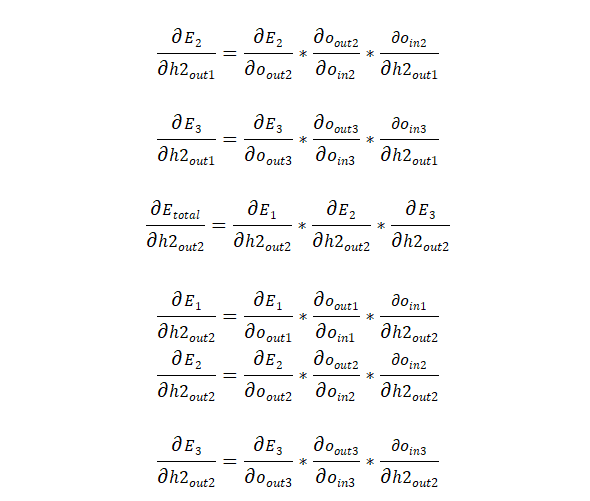 ∂E₂/∂h2ₒᵤₜ₁ = ∂E₂/∂oₒᵤₜ₂ * ∂oₒᵤₜ₂/∂oᵢₙ₂ * ∂oᵢₙ₂/∂h2ₒᵤₜ₁
∂E₃/∂h2ₒᵤₜ₁ = ∂E₃/∂oₒᵤₜ₃ * ∂oₒᵤₜ₃/∂oᵢₙ₃ * ∂oᵢₙ₃/∂h2ₒᵤₜ₁
∂Eₜₒₜₐₗ/∂h2ₒᵤₜ₂ = ∂E₁/∂h2ₒᵤₜ₂ * ∂E₂/∂h2ₒᵤₜ₂ * ∂E₃/∂h2ₒᵤₜ₂
∂E₁/∂h2ₒᵤₜ₂ = ∂E₁/∂oₒᵤₜ₁ * ∂oₒᵤₜ₁/∂oᵢₙ₁ * ∂oᵢₙ₁/∂h2ₒᵤₜ₂
∂E₂/∂h2ₒᵤₜ₂ = ∂E₂/∂oₒᵤₜ₂ * ∂oₒᵤₜ₂/∂oᵢₙ₂ * ∂oᵢₙ₂/∂h2ₒᵤₜ₂
∂E₃/∂h2ₒᵤₜ₂ = ∂E₃/∂oₒᵤₜ₃ * ∂oₒᵤₜ₃/∂oᵢₙ₃ * ∂oᵢₙ₃/∂h2ₒᵤₜ₂